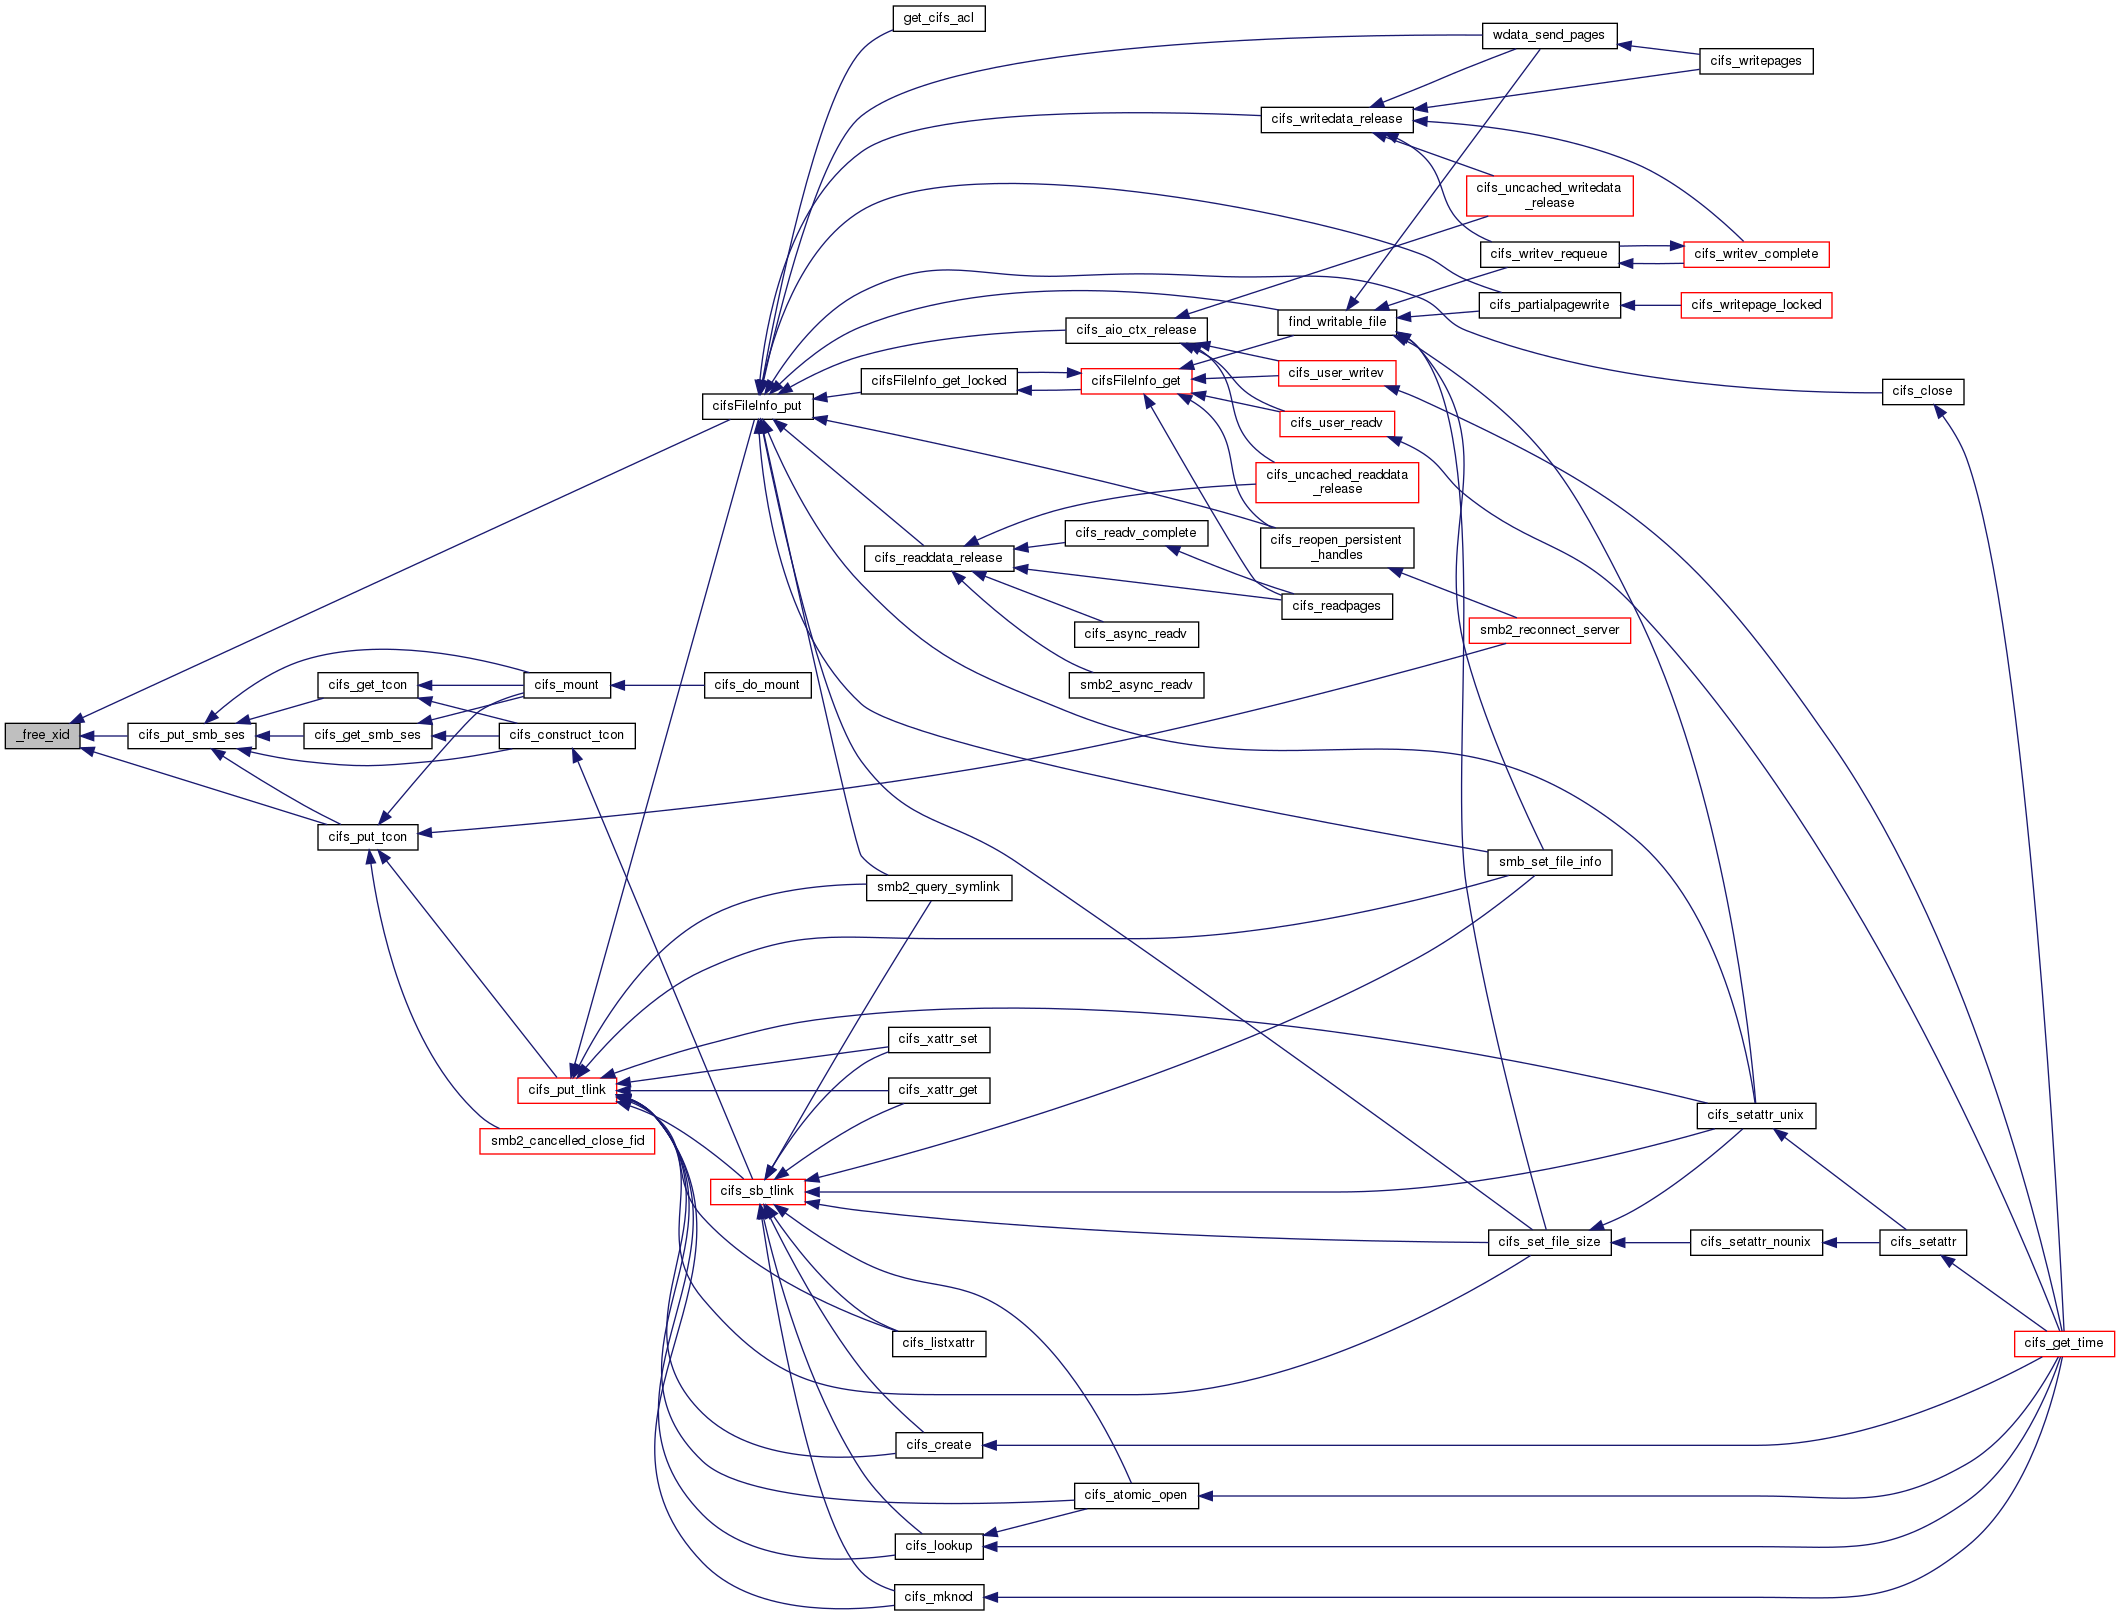 get_cifs_acl
wdata_send_pages
cifs_writepages
cifs_writedata_release
cifs_uncached_writedata
_release
cifs_writev_requeue
cifs_writev_complete
cifs_partialpagewrite
cifs_writepage_locked
find_writable_file
cifs_aio_ctx_release
cifsFileInfo_get_locked
cifsFileInfo_get
cifs_user_writev
cifs_close
cifsFileInfo_put
cifs_user_readv
cifs_uncached_readdata
_release
cifs_readv_complete
cifs_reopen_persistent
_handles
cifs_readdata_release
cifs_readpages
cifs_async_readv
smb2_reconnect_server
cifs_get_tcon
cifs_mount
cifs_do_mount
smb2_async_readv
_free_xid
cifs_put_smb_ses
cifs_get_smb_ses
cifs_construct_tcon
cifs_put_tcon
smb_set_file_info
smb2_query_symlink
cifs_xattr_set
cifs_put_tlink
cifs_xattr_get
cifs_setattr_unix
smb2_cancelled_close_fid
cifs_sb_tlink
cifs_set_file_size
cifs_setattr_nounix
cifs_setattr
cifs_listxattr
cifs_get_time
cifs_create
cifs_atomic_open
cifs_lookup
cifs_mknod